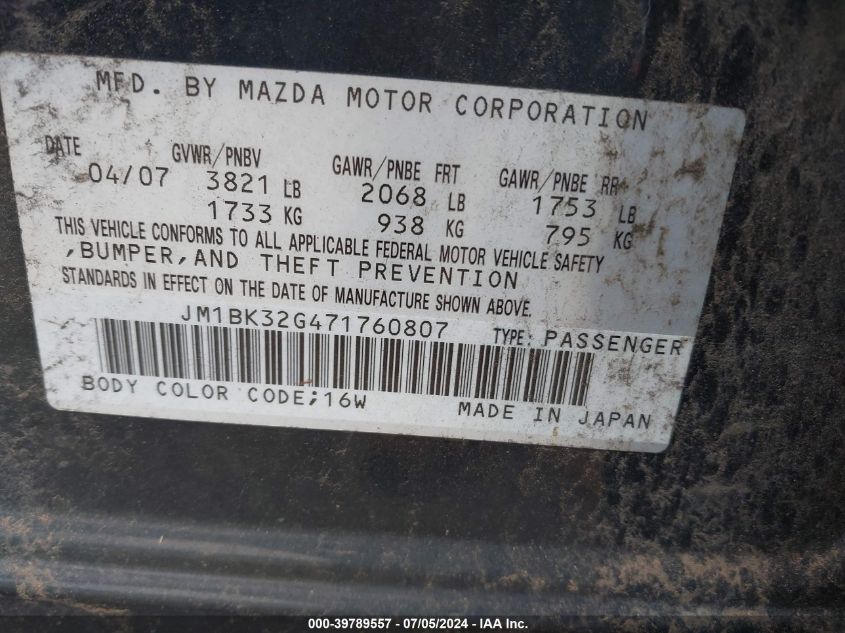 MFD. BY MAZDA MOTOR CORPORATION
DATE GVWR/PNBV GAWR/PNBE FRT GAWR/PNBE RR
04/07 3821 LB 2068 LB 1753 LB
1733 KG 938 KG 795 KG
THIS VEHICLE CONFORMS TO ALL APPLICABLE FEDERAL MOTOR VEHICLE SAFETY
,BUMPER,AND THEFT PREVENTION
STANDARDS IN EFFECT ON THE DATE OF MANUFACTURE SHOWN ABOVE.
JM1BK32G471760807 TYPE: PASSENGER
BODY COLOR CODE;16W MADE IN JAPAN
000-39789557 - 07/05/2024 - IAA Inc.